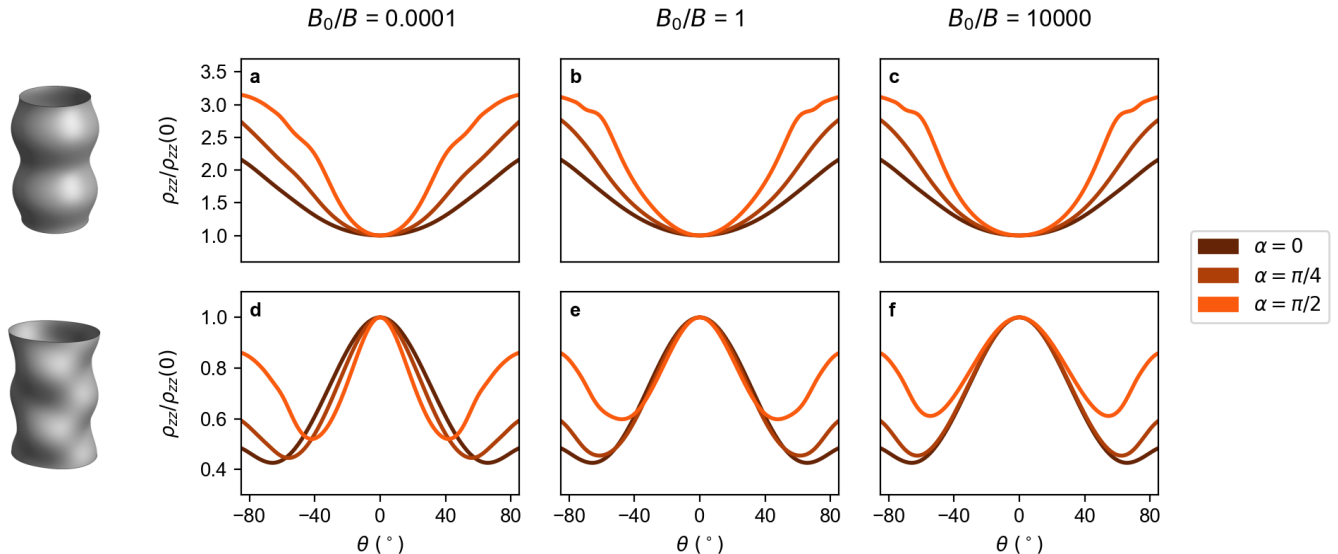 B₀/B = 0.0001 B₀/B = 1 B₀/B = 10000
a b c
3.5
3.0
2.5
2.0
1.5
1.0
ρzz/ρzz(0)
α = 0
α = π/4
α = π/2
d e f
1.0
0.8
0.6
0.4
ρzz/ρzz(0)
−80 −40 0 40 80 −80 −40 0 40 80 −80 −40 0 40 80
θ (°) θ (°) θ (°)